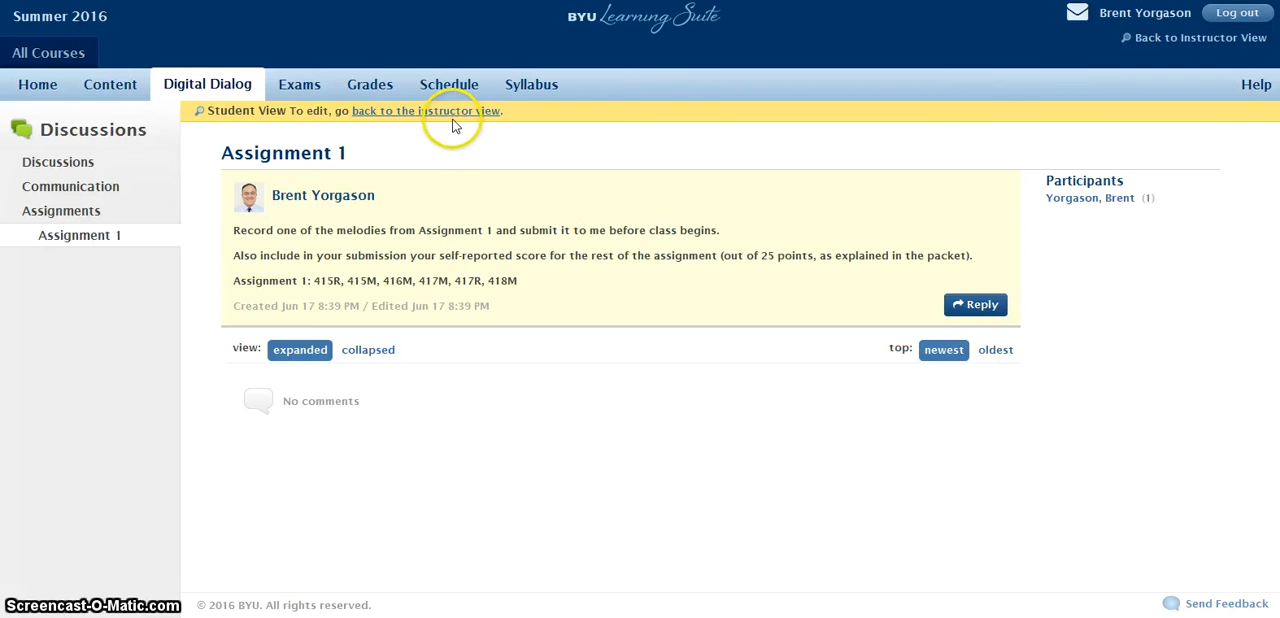 Summer 2016
BYU Learning Suite
Brent Yorgason
Log out
Back to Instructor View
All Courses
Home
Content
Digital Dialog
Exams
Grades
Schedule
Syllabus
Help
Student View To edit, go back to the instructor view.
Discussions
Discussions
Communication
Assignments
Assignment 1
Assignment 1
Brent Yorgason
Record one of the melodies from Assignment 1 and submit it to me before class begins.
Also include in your submission your self-reported score for the rest of the assignment (out of 25 points, as explained in the packet).
Assignment 1: 415R, 415M, 416M, 417M, 417R, 418M
Created Jun 17 8:39 PM / Edited Jun 17 8:39 PM
Reply
Participants
Yorgason, Brent (1)
view: expanded collapsed
top: newest oldest
No comments
Screencast-O-Matic.com
© 2016 BYU. All rights reserved.
Send Feedback